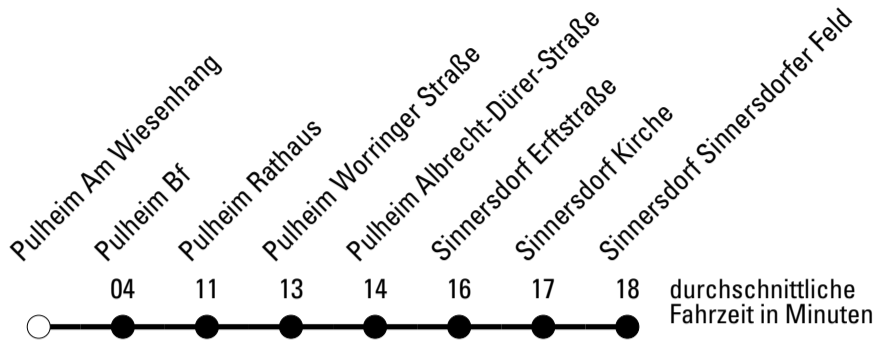 Pulheim Am Wiesenhang
Pulheim Bf
Pulheim Rathaus
Pulheim Worringer Straße
Pulheim Albrecht-Dürer-Straße
Sinnersdorf Erftstraße
Sinnersdorf Kirche
Sinnersdorf Sinnersdorfer Feld
04 11 13 14 16 17 18
durchschnittliche
Fahrzeit in Minuten